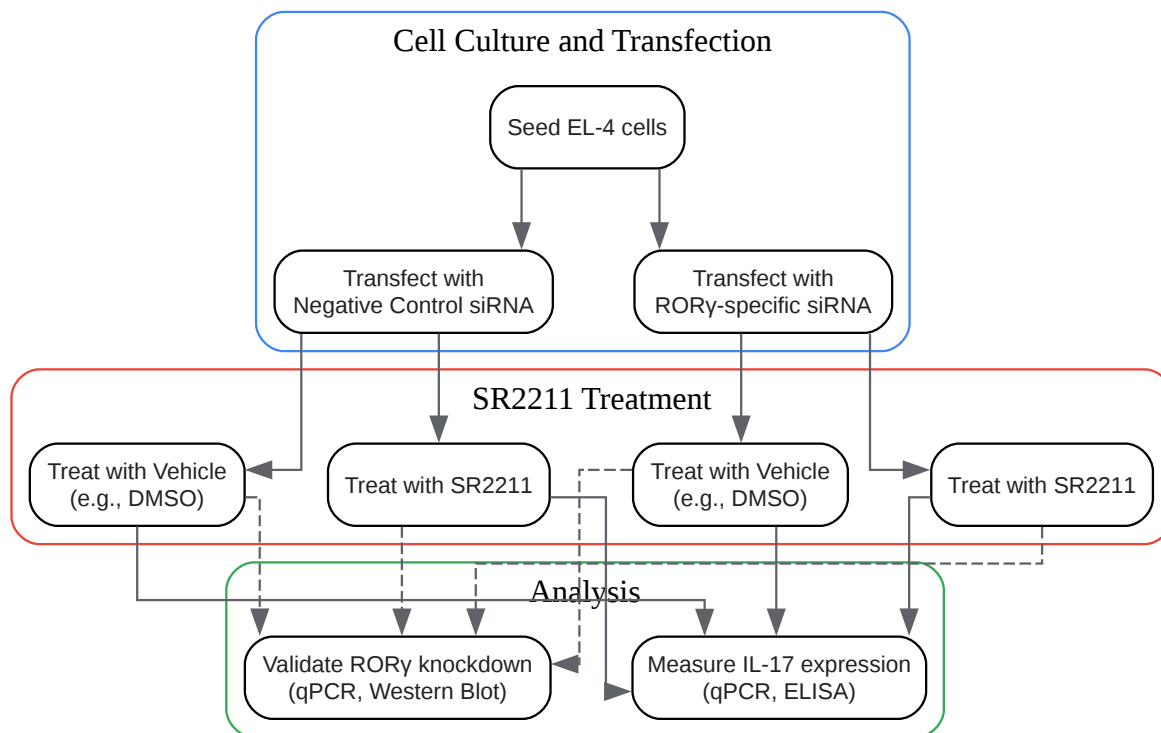 Cell Culture and Transfection
Seed EL-4 cells
Transfect with
Negative Control siRNA
Transfect with
RORγ-specific siRNA
SR2211 Treatment
Treat with Vehicle
(e.g., DMSO)
Treat with SR2211
Treat with Vehicle
(e.g., DMSO)
Treat with SR2211
Analysis
Validate RORγ knockdown
(qPCR, Western Blot)
Measure IL-17 expression
(qPCR, ELISA)